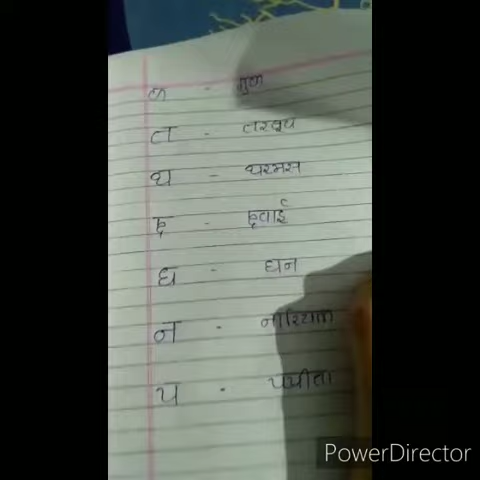 ण - गुण
त - तरबूज
थ - थरमस
द - दवाई
ध - धन
न - नारियल
प - पपीता
PowerDirector